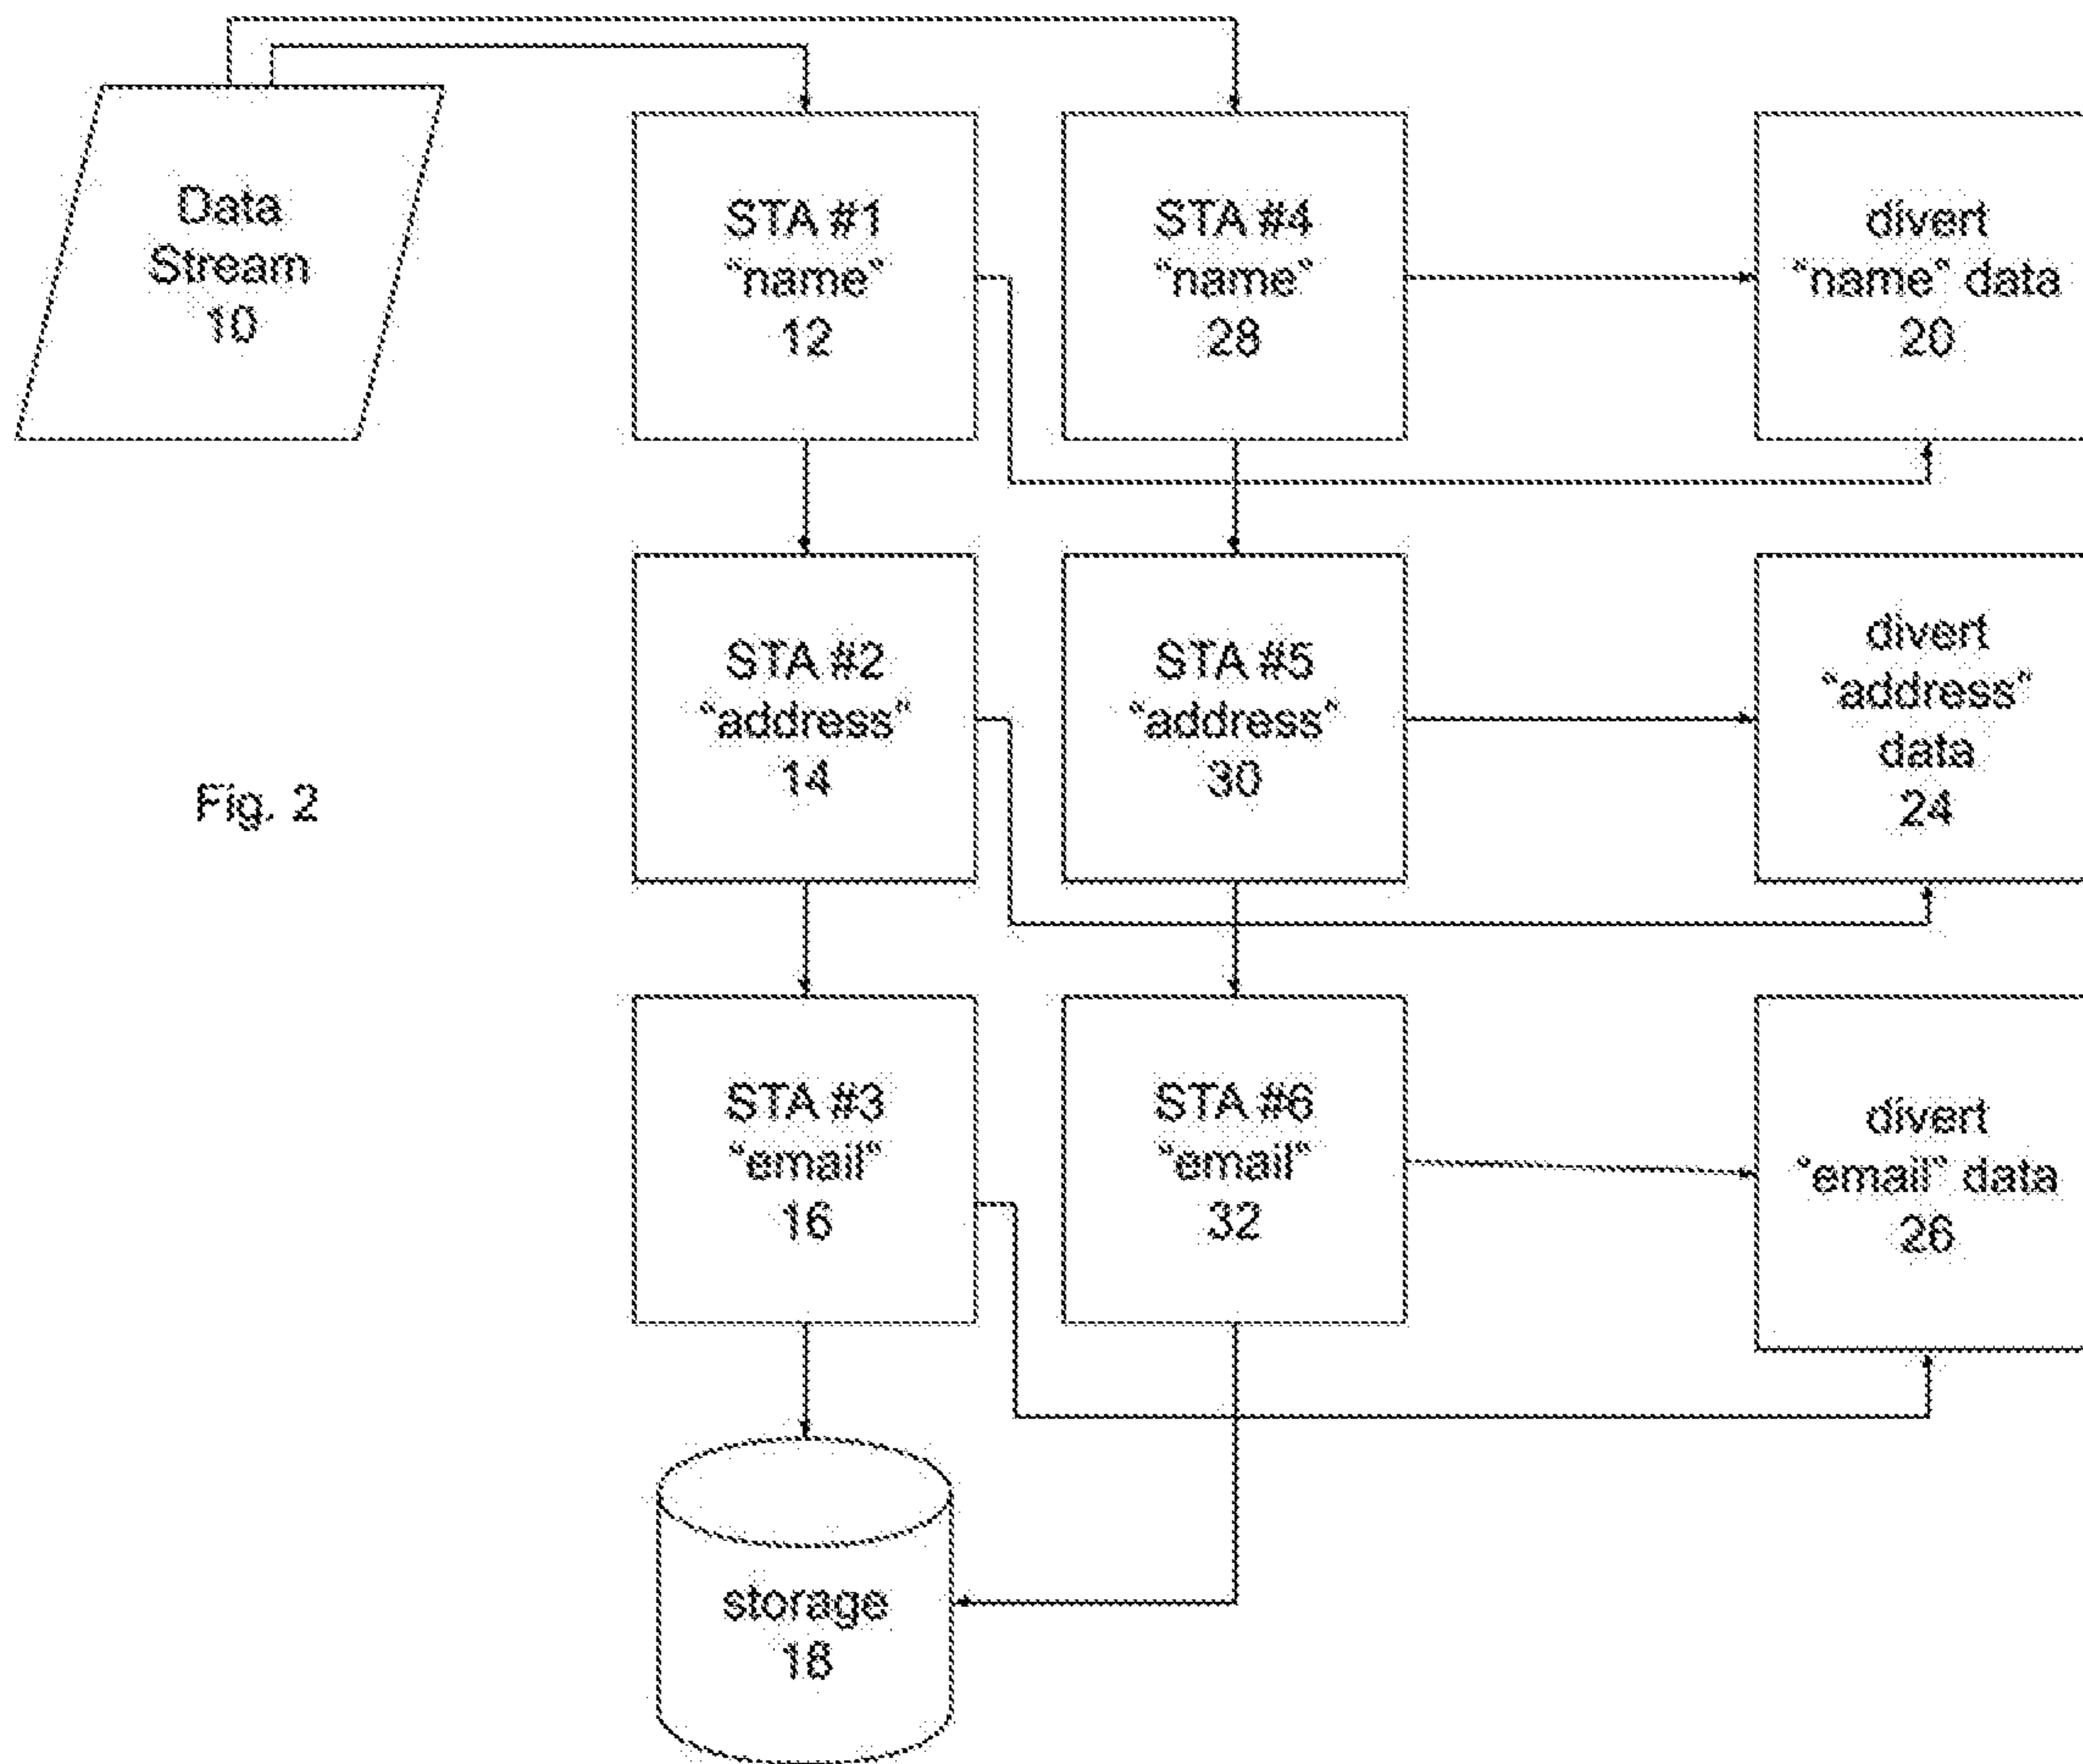 Data
Stream
10
STA #1
“name”
12
STA #4
“name”
28
divert
“name” data
20
STA #2
“address”
14
STA #5
“address”
30
divert
“address”
data
24
Fig. 2
STA #3
“email”
16
STA #6
“email”
32
divert
“email” data
26
storage
18